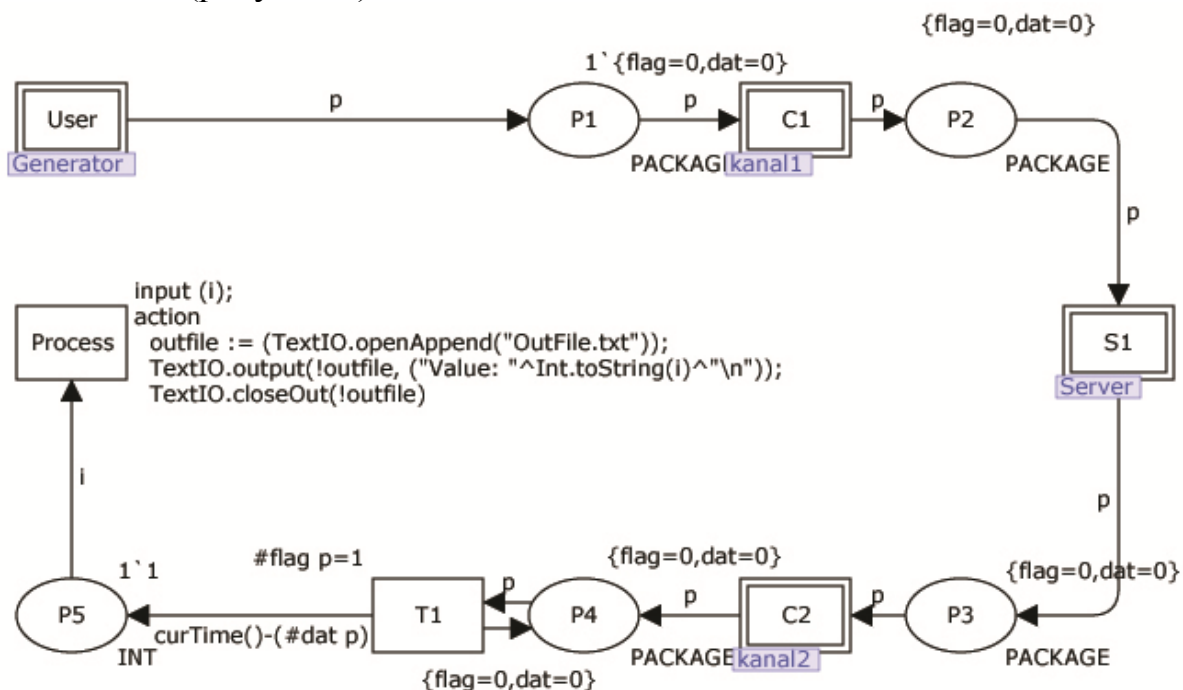 {flag=0,dat=0}
1`{flag=0,dat=0}
User
p
P1
p
C1
p
P2
Generator
PACKAG
kanal1
PACKAGE
p
input (i);
action
outfile := (TextIO.openAppend("OutFile.txt"));
TextIO.output(!outfile, ("Value: "^Int.toString(i)^"\n"));
TextIO.closeOut(!outfile)
Process
S1
Server
i
p
1`1
#flag p=1
{flag=0,dat=0}
{flag=0,dat=0}
P5
T1
p
P4
p
C2
p
P3
curTime()-(#dat p)
INT
PACKAGE
kanal2
PACKAGE
{flag=0,dat=0}